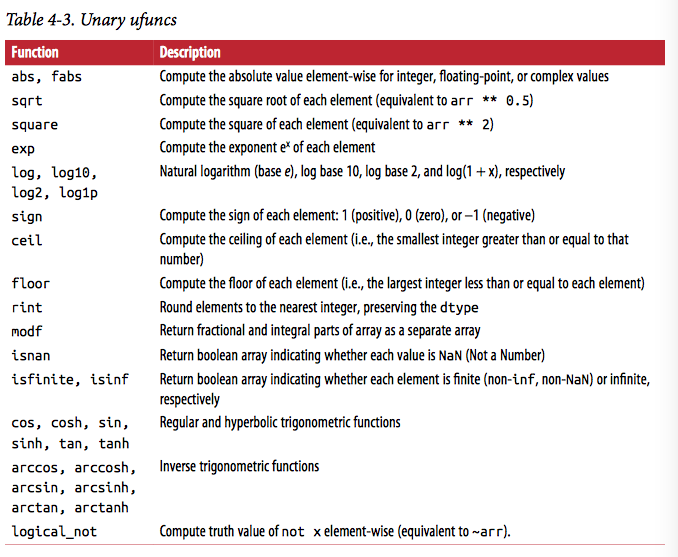 Table 4-3. Unary ufuncs
Function Description
abs, fabs Compute the absolute value element-wise for integer, floating-point, or complex values
sqrt Compute the square root of each element (equivalent to arr ** 0.5)
square Compute the square of each element (equivalent to arr ** 2)
exp Compute the exponent eˣ of each element
log, log10, Natural logarithm (base e), log base 10, log base 2, and log(1 + x), respectively
log2, log1p
sign Compute the sign of each element: 1 (positive), 0 (zero), or –1 (negative)
ceil Compute the ceiling of each element (i.e., the smallest integer greater than or equal to that
number)
floor Compute the floor of each element (i.e., the largest integer less than or equal to each element)
rint Round elements to the nearest integer, preserving the dtype
modf Return fractional and integral parts of array as a separate array
isnan Return boolean array indicating whether each value is NaN (Not a Number)
isfinite, isinf Return boolean array indicating whether each element is finite (non-inf, non-NaN) or infinite,
respectively
cos, cosh, sin, Regular and hyperbolic trigonometric functions
sinh, tan, tanh
arccos, arccosh, Inverse trigonometric functions
arcsin, arcsinh,
arctan, arctanh
logical_not Compute truth value of not x element-wise (equivalent to ~arr).